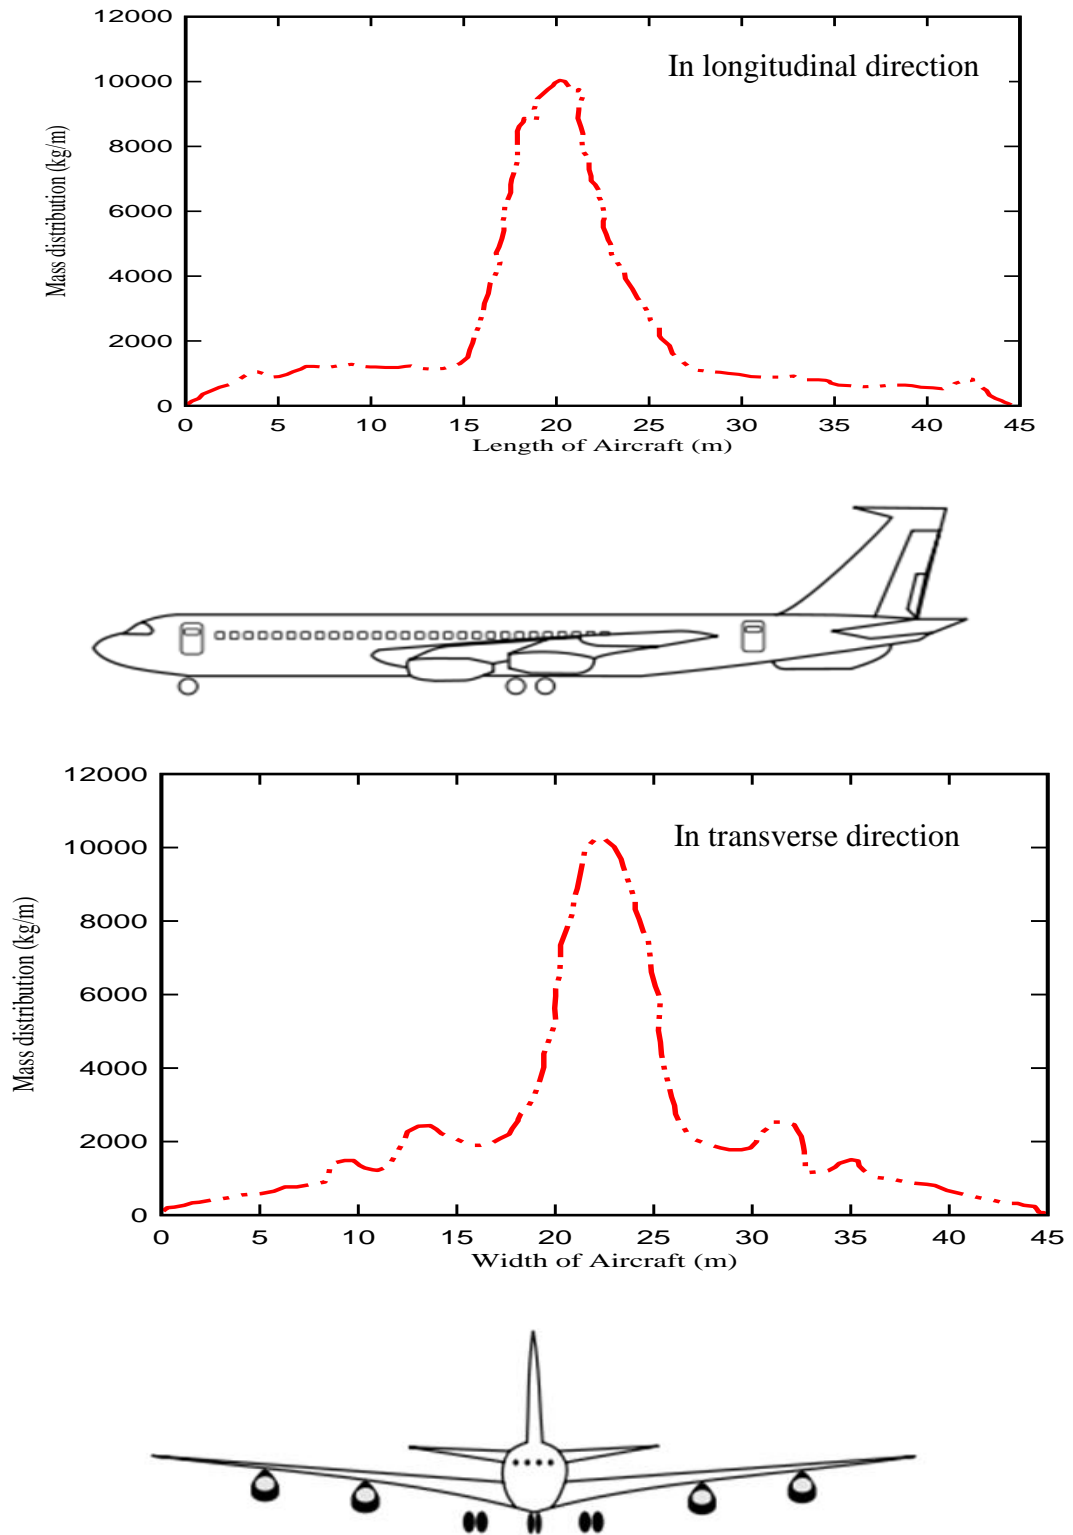 12000
In longitudinal direction
10000
8000
6000
4000
2000
0
Mass distribution (kg/m)
0 5 10 15 20 25 30 35 40 45
Length of Aircraft (m)
12000
In transverse direction
10000
8000
6000
4000
2000
0
Mass distribution (kg/m)
0 5 10 15 20 25 30 35 40 45
Width of Aircraft (m)